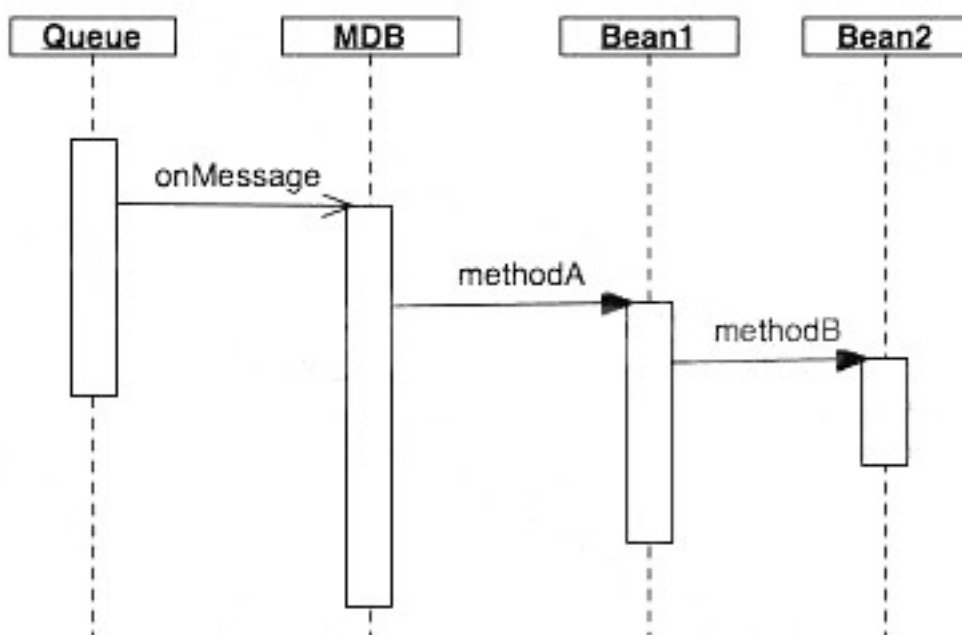 Queue
MDB
Bean1
Bean2
onMessage
methodA
methodB